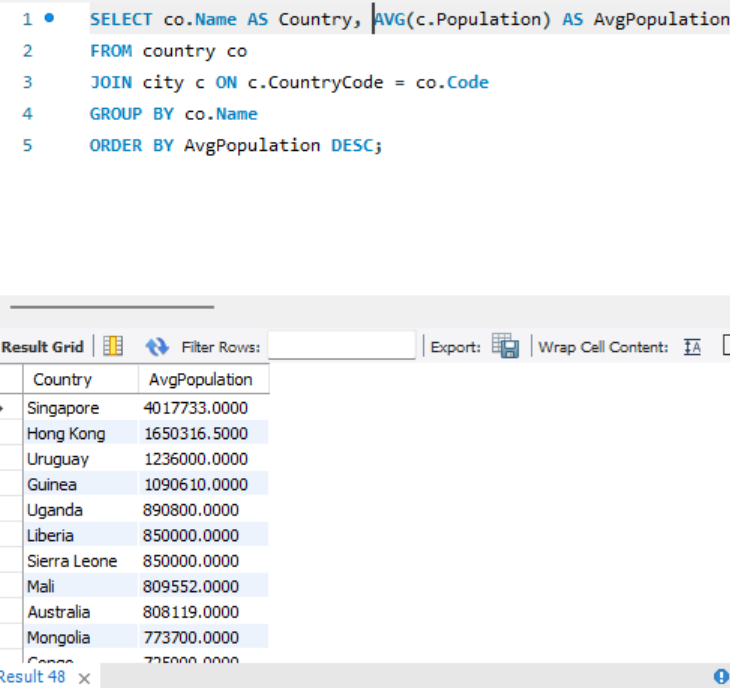 1 SELECT co.Name AS Country, AVG(c.Population) AS AvgPopulation
2 FROM country co
3 JOIN city c ON c.CountryCode = co.Code
4 GROUP BY co.Name
5 ORDER BY AvgPopulation DESC;
Result Grid Filter Rows: Export: Wrap Cell Content:
Country AvgPopulation
Singapore 4017733.0000
Hong Kong 1650316.5000
Uruguay 1236000.0000
Guinea 1090610.0000
Uganda 890800.0000
Liberia 850000.0000
Sierra Leone 850000.0000
Mali 809552.0000
Australia 808119.0000
Mongolia 773700.0000
Congo 725000.0000
Result 48